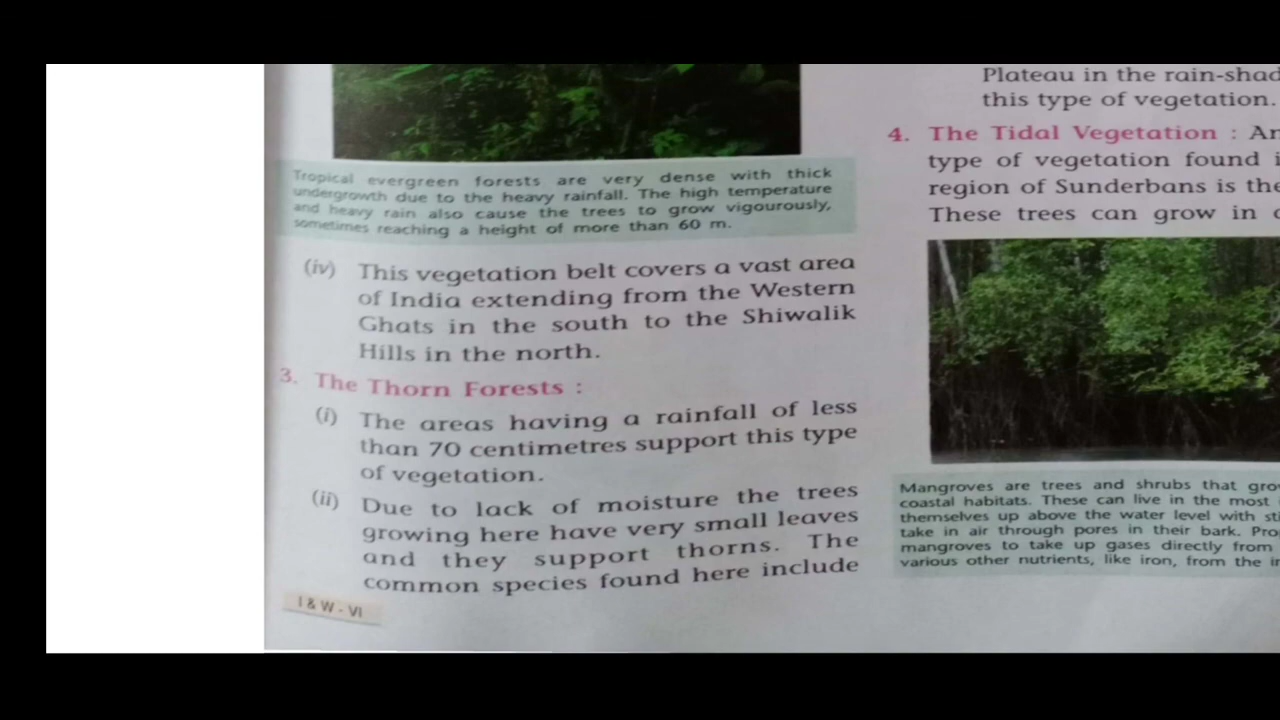 Tropical evergreen forests are very dense with thick
undergrowth due to the heavy rainfall. The high temperature
and heavy rain also cause the trees to grow vigourously,
sometimes reaching a height of more than 60 m.
(iv) This vegetation belt covers a vast area
of India extending from the Western
Ghats in the south to the Shiwalik
Hills in the north.
3. The Thorn Forests :
(i) The areas having a rainfall of less
than 70 centimetres support this type
of vegetation.
(ii) Due to lack of moisture the trees
growing here have very small leaves
and they support thorns. The
common species found here include
I & W - VI
Plateau in the rain-shad
this type of vegetation.
4. The Tidal Vegetation : An
type of vegetation found i
region of Sunderbans is the
These trees can grow in
Mangroves are trees and shrubs that grow
coastal habitats. These can live in the most
themselves up above the water level with sti
take in air through pores in their bark. Pro
mangroves to take up gases directly from
various other nutrients, like iron, from the